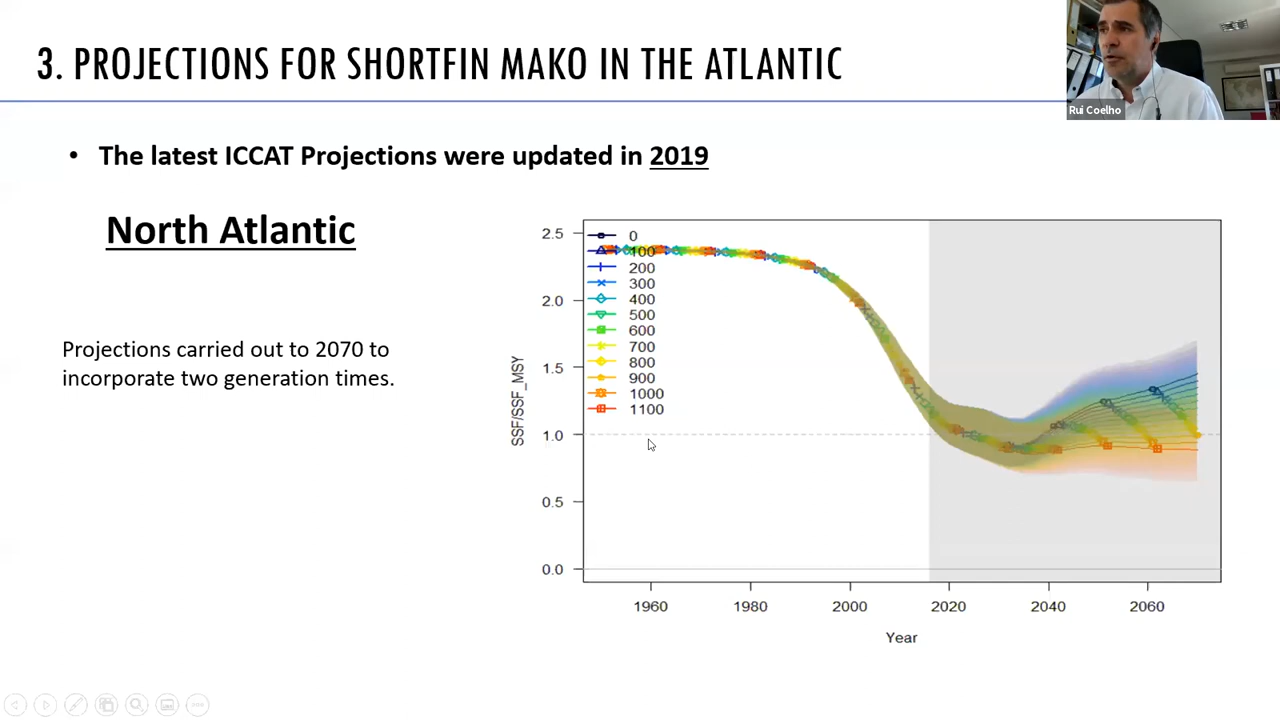 3. PROJECTIONS FOR SHORTFIN MAKO IN THE ATLANTIC
Rui Coelho
• The latest ICCAT Projections were updated in 2019
North Atlantic
Projections carried out to 2070 to
incorporate two generation times.
SSF/SSF_MSY
2.5
2.0
1.5
1.0
0.5
0.0
0
100
200
300
400
500
600
700
800
900
1000
1100
1960 1980 2000 2020 2040 2060
Year